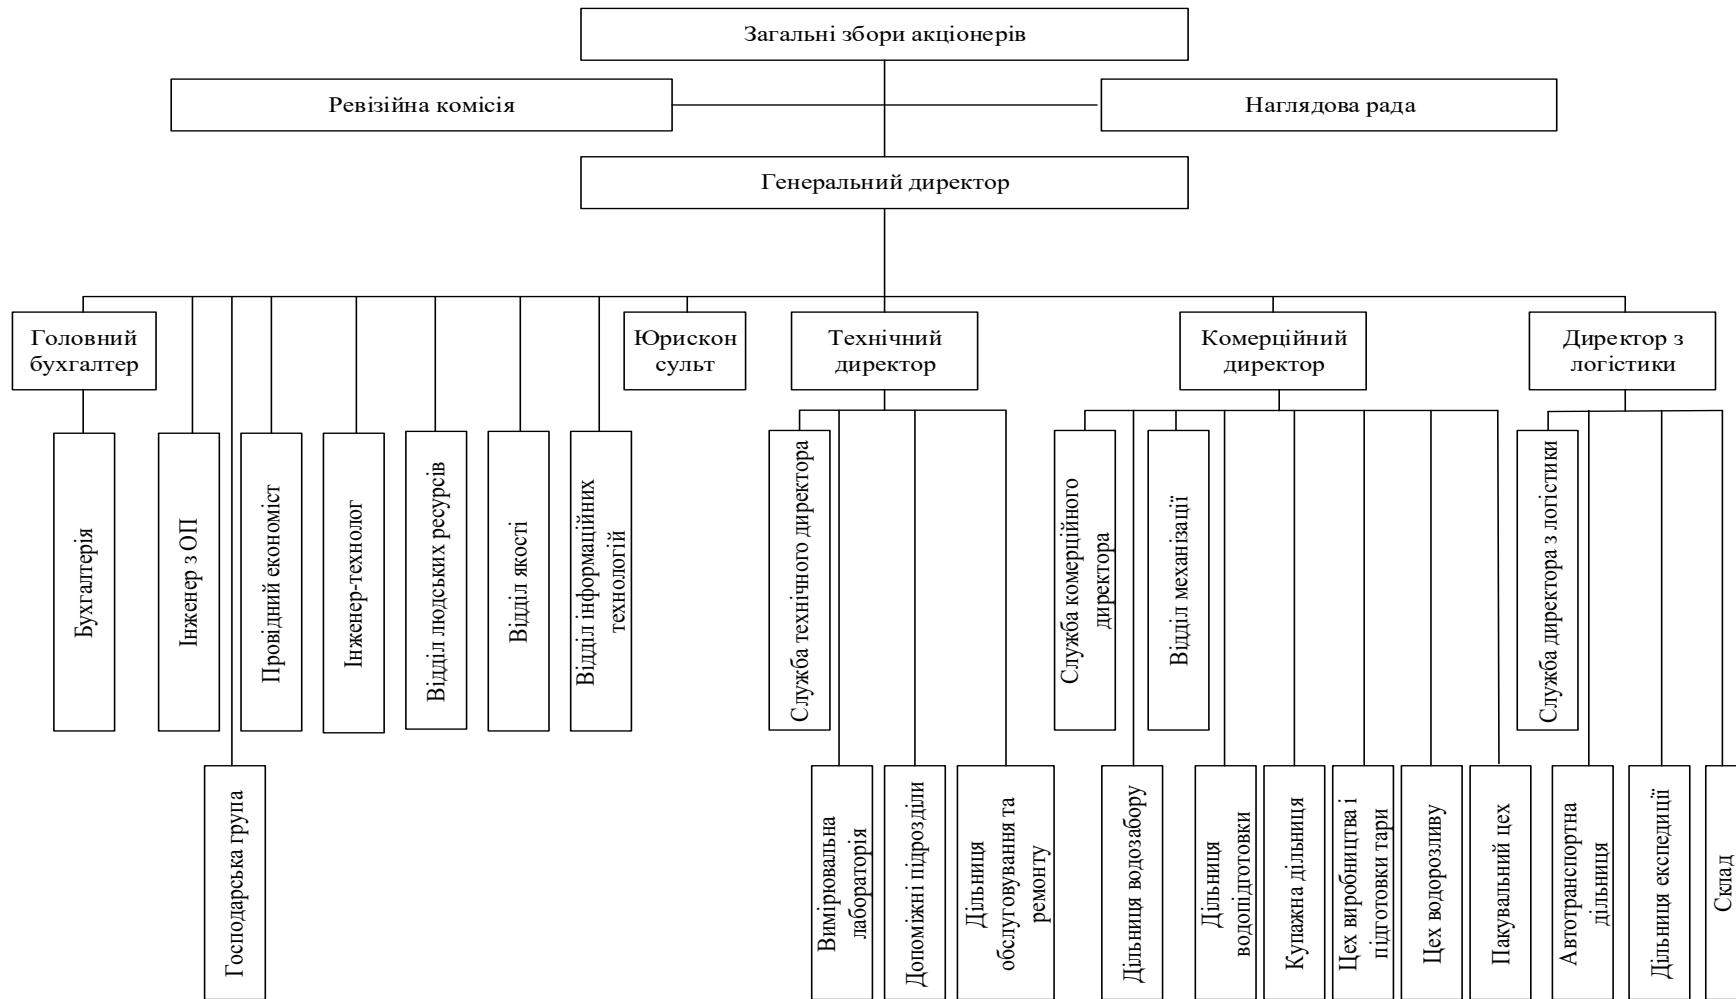 Загальні збори акціонерів
Ревізійна комісія
Наглядова рада
Генеральний директор
Головний
бухгалтер
Юрискон
сульт
Технічний
директор
Комерційний
директор
Директор з
логістики
Бухгалтерія
Інженер з ОП
Провідний економіст
Інженер-технолог
Відділ людських ресурсів
Відділ якості
Відділ інформаційних
технологій
Служба технічного директора
Служба комерційного
директора
Відділ механізації
Служба директора з логістики
Господарська група
Вимірювальна
лабораторія
Допоміжні підрозділи
Дільниця
обслуговування та
ремонту
Дільниця водозабору
Дільниця
водопідготовки
Купажна дільниця
Цех виробництва і
підготовки тари
Цех водорозливу
Пакувальний цех
Автотранспортна
дільниця
Дільниця експедиції
Склад